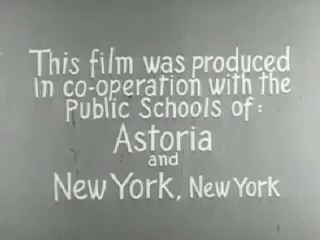 This film was produced
In co-operation with the
Public Schools of:
Astoria
and
New York, New York